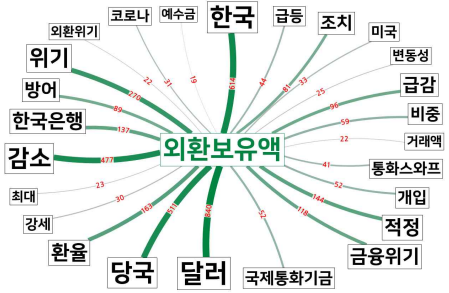 한국
코로나
예수금
급등
조치
외환위기
미국
위기
변동성
방어
급감
한국은행
비중
거래액
감소
외환보유액
통화스와프
최대
개입
강세
적정
환율
금융위기
당국
달러
국제통화기금
614
44
81
33
25
96
59
22
41
52
144
118
52
840
511
163
30
23
477
137
89
270
22
31
19